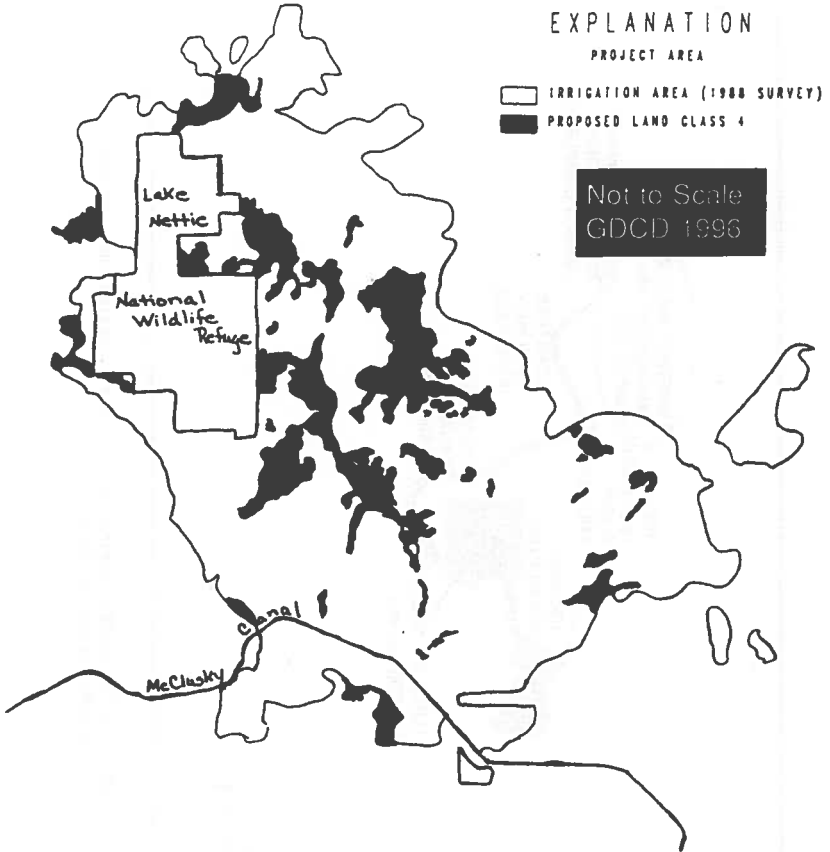 EXPLANATION
PROJECT AREA
IRRIGATION AREA (1988 SURVEY)
PROPOSED LAND CLASS 4
Not to Scale
GDCD 1996
Lake
Nettie
National
Wildlife
Refuge
Canal
McClusky